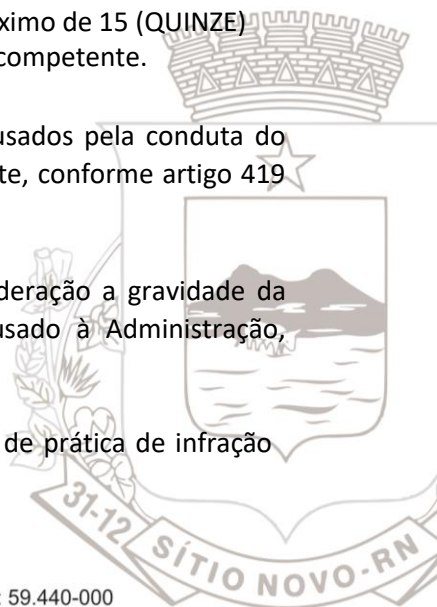 ximo de 15 (QUINZE)
competente.
usados pela conduta do
te, conforme artigo 419
deração a gravidade da
usado à Administração,
de prática de infração
31-12 SÍTIO NOVO-RN
: 59.440-000